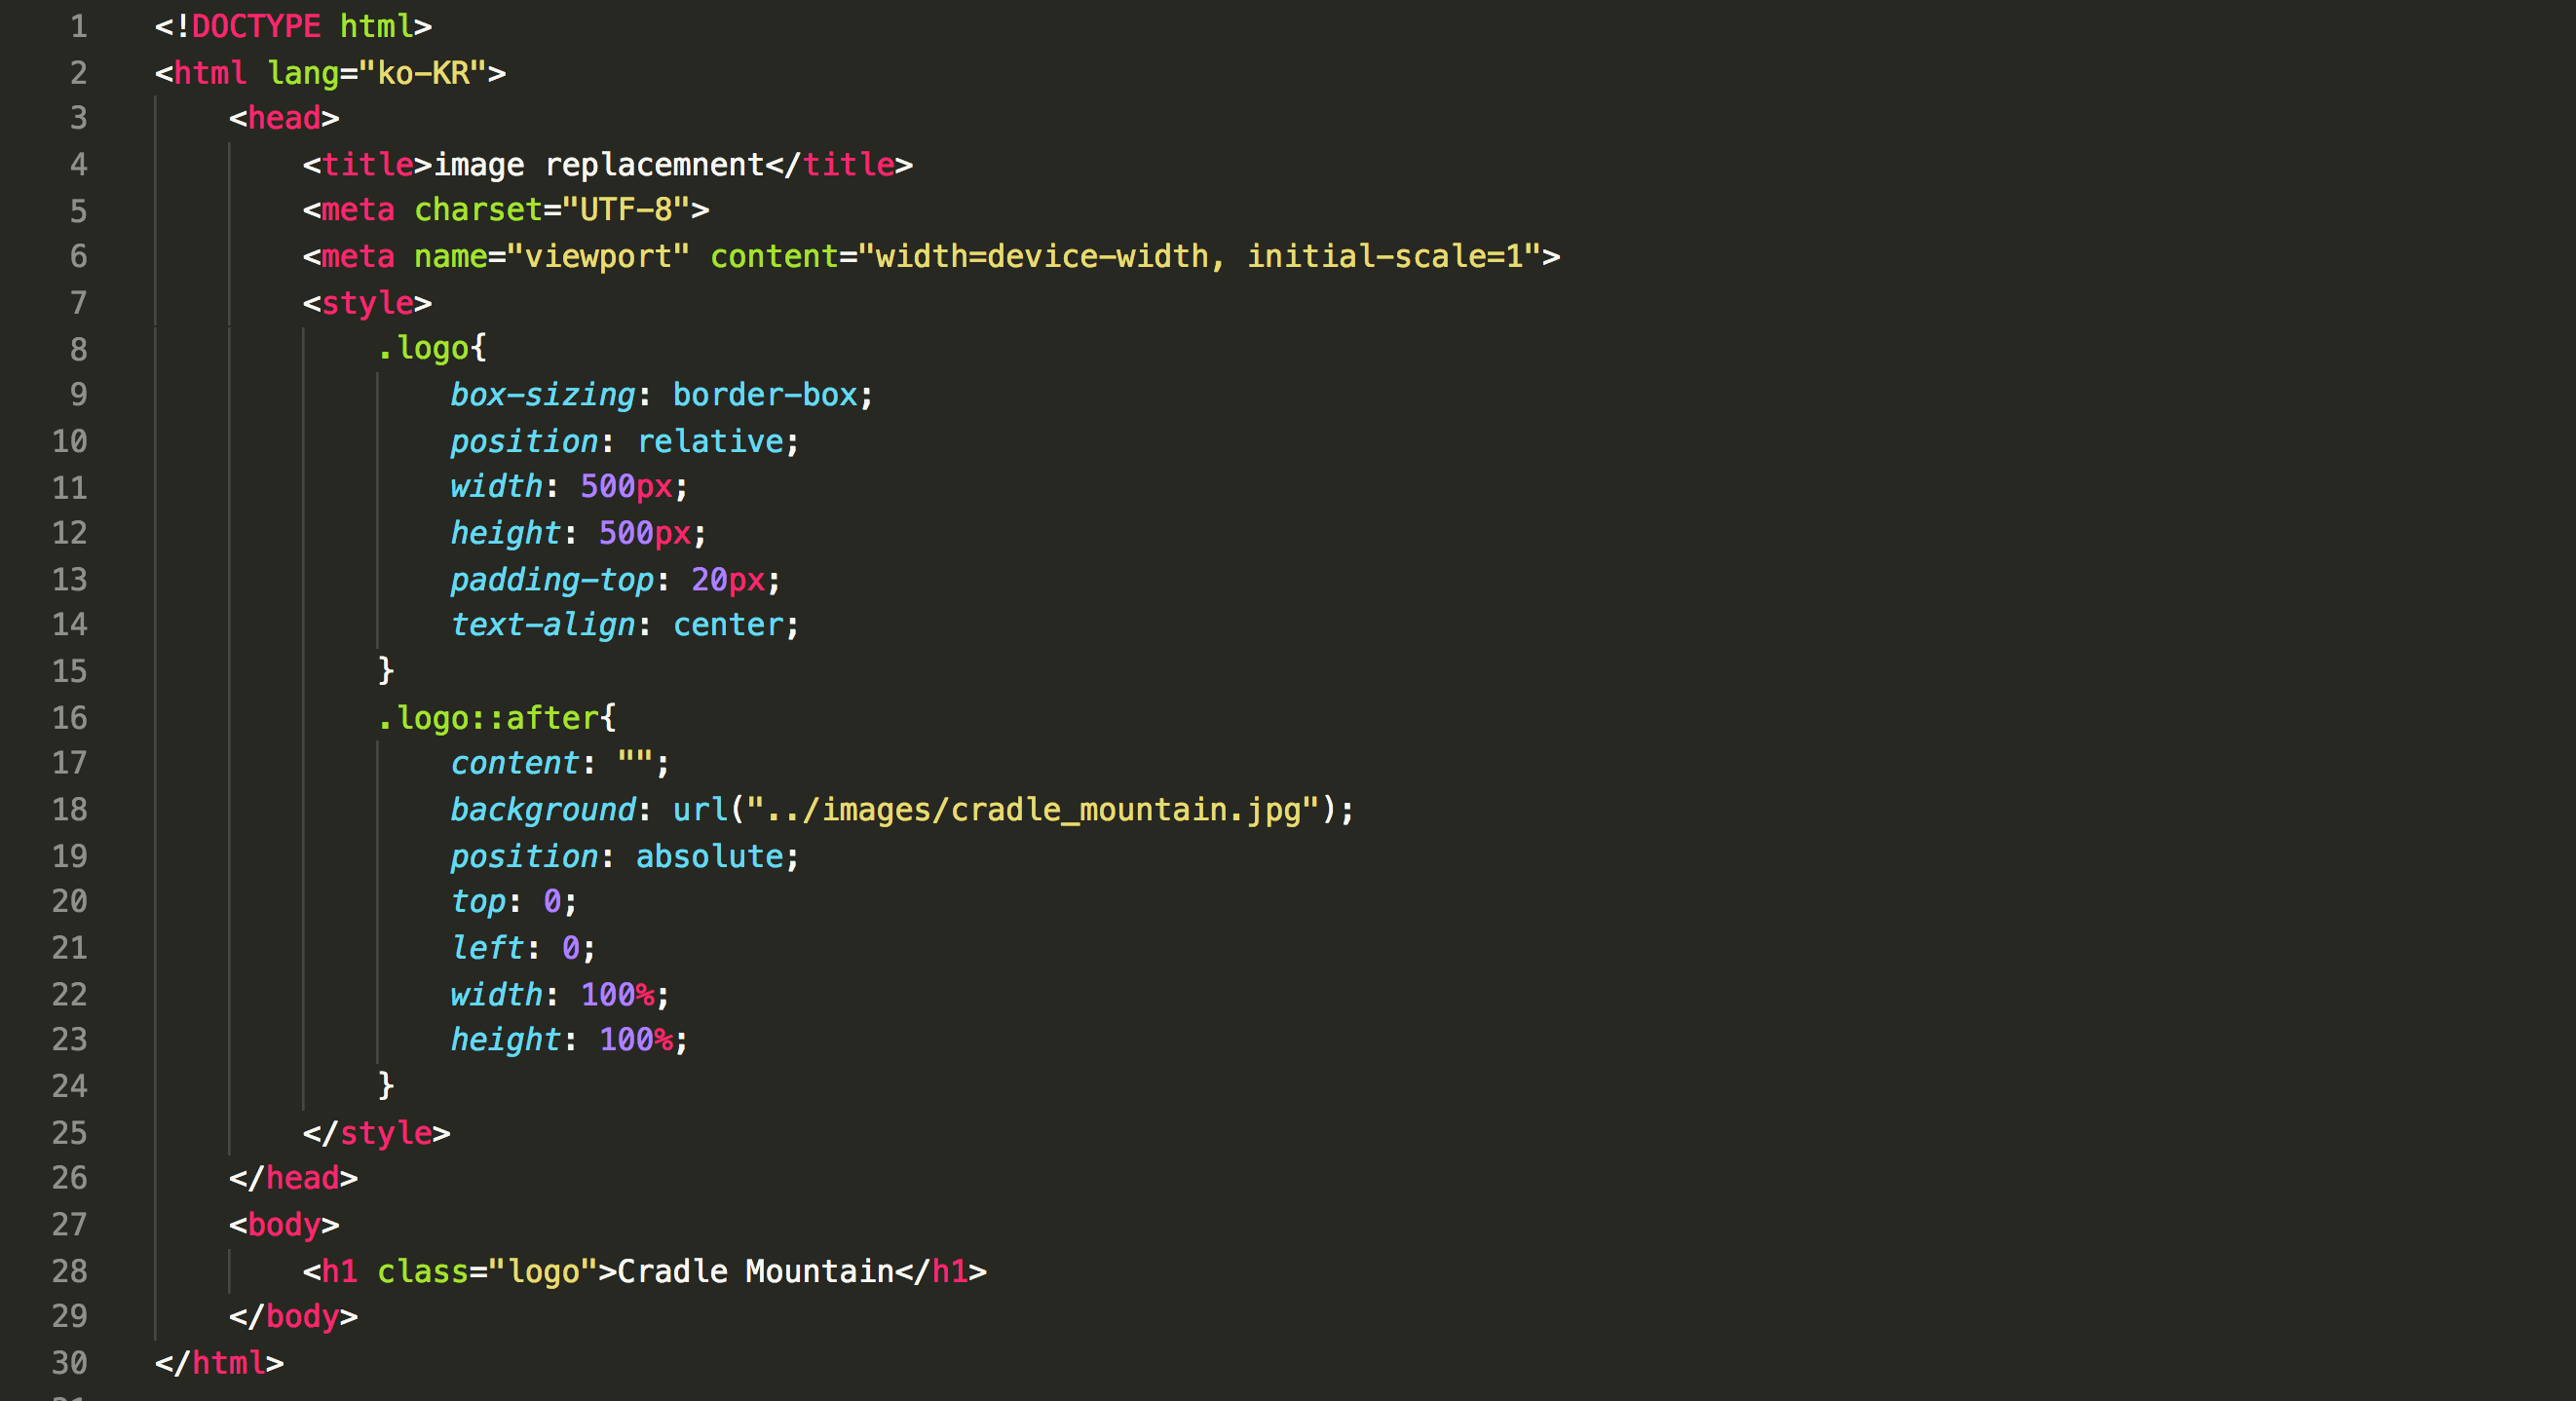 1 <!DOCTYPE html>
2 <html lang="ko-KR">
3 <head>
4 <title>image replacemnent</title>
5 <meta charset="UTF-8">
6 <meta name="viewport" content="width=device-width, initial-scale=1">
7 <style>
8 .logo{
9 box-sizing: border-box;
10 position: relative;
11 width: 500px;
12 height: 500px;
13 padding-top: 20px;
14 text-align: center;
15 }
16 .logo::after{
17 content: "";
18 background: url("../images/cradle_mountain.jpg");
19 position: absolute;
20 top: 0;
21 left: 0;
22 width: 100%;
23 height: 100%;
24 }
25 </style>
26 </head>
27 <body>
28 <h1 class="logo">Cradle Mountain</h1>
29 </body>
30 </html>